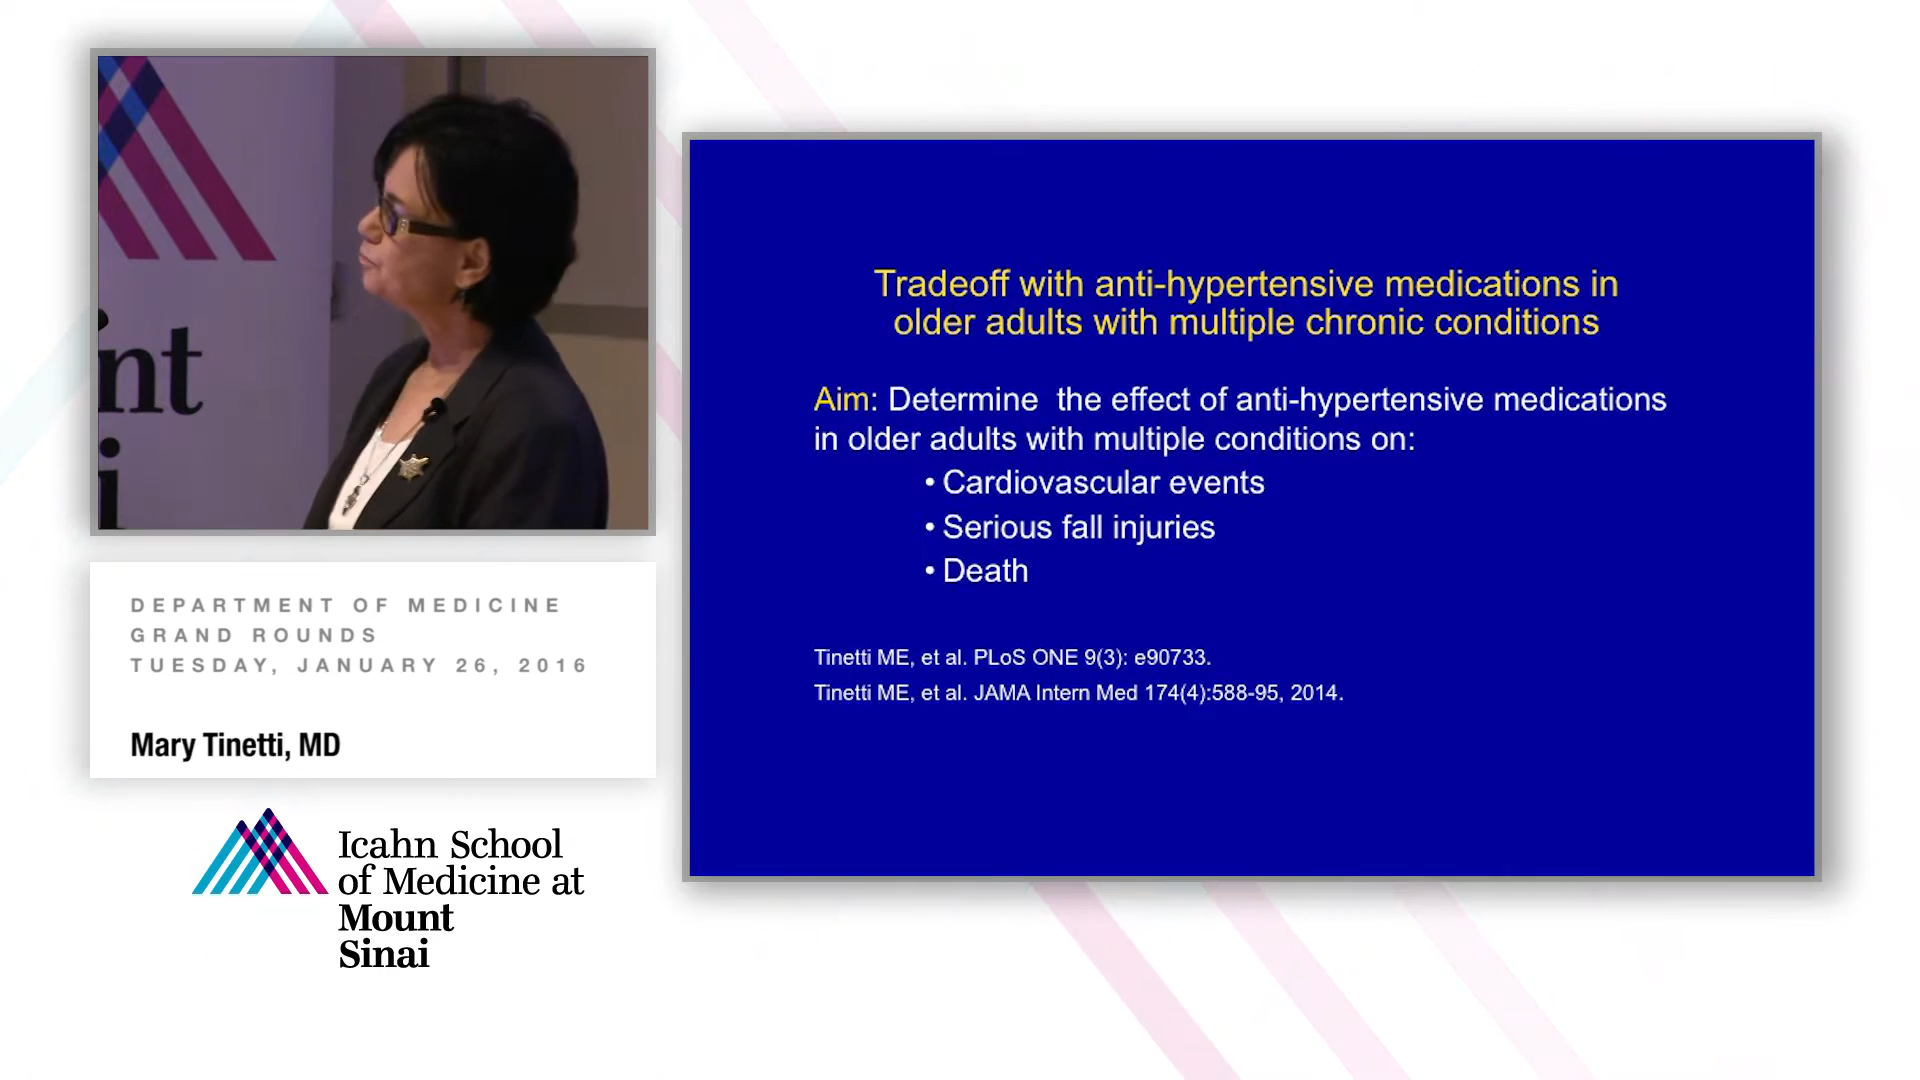 nt
i
DEPARTMENT OF MEDICINE
GRAND ROUNDS
TUESDAY, JANUARY 26, 2016
Mary Tinetti, MD
Icahn School
of Medicine at
Mount
Sinai
Tradeoff with anti-hypertensive medications in
older adults with multiple chronic conditions
Aim: Determine the effect of anti-hypertensive medications
in older adults with multiple conditions on:
• Cardiovascular events
• Serious fall injuries
• Death
Tinetti ME, et al. PLoS ONE 9(3): e90733.
Tinetti ME, et al. JAMA Intern Med 174(4):588-95, 2014.